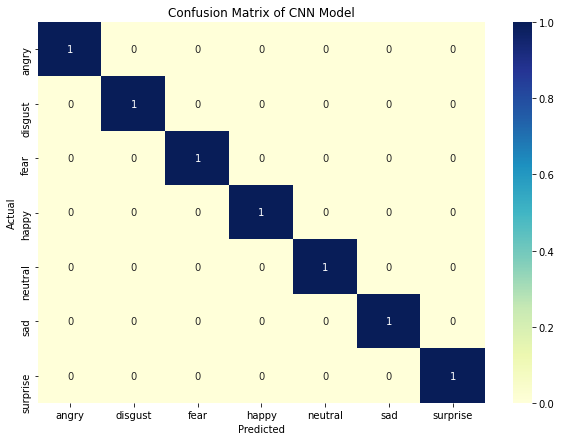 Confusion Matrix of CNN Model
angry 1 0 0 0 0 0 0
disgust 0 1 0 0 0 0 0
fear 0 0 1 0 0 0 0
happy 0 0 0 1 0 0 0
neutral 0 0 0 0 1 0 0
sad 0 0 0 0 0 1 0
surprise 0 0 0 0 0 0 1
Actual
angry disgust fear happy neutral sad surprise
Predicted
1.0
0.8
0.6
0.4
0.2
0.0